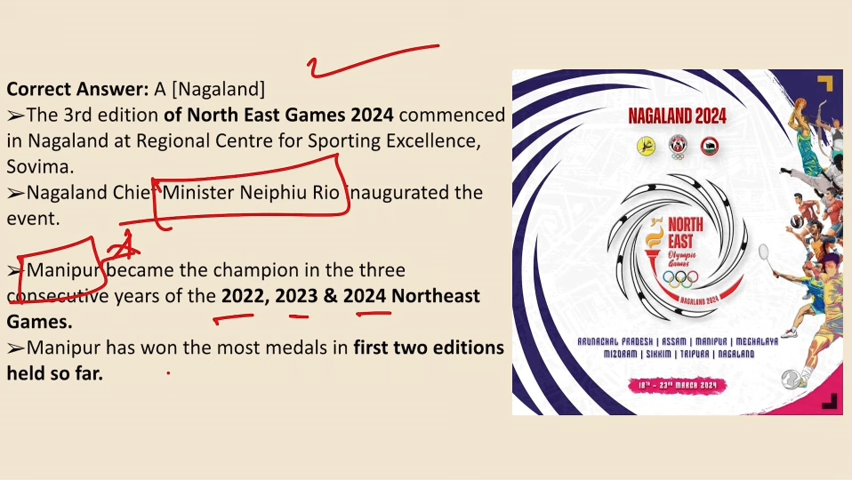 Correct Answer: A [Nagaland]
➢The 3rd edition of North East Games 2024 commenced
in Nagaland at Regional Centre for Sporting Excellence,
Sovima.
➢Nagaland Chief Minister Neiphiu Rio inaugurated the
event.
➢Manipur became the champion in the three
consecutive years of the 2022, 2023 & 2024 Northeast
Games.
➢Manipur has won the most medals in first two editions
held so far.
NAGALAND 2024
3rd
NORTH
EAST
Olympic
Games
NAGALAND 2024
ARUNACHAL PRADESH | ASSAM | MANIPUR | MEGHALAYA
MIZORAM | SIKKIM | TRIPURA | NAGALAND
18TH - 23RD MARCH 2024